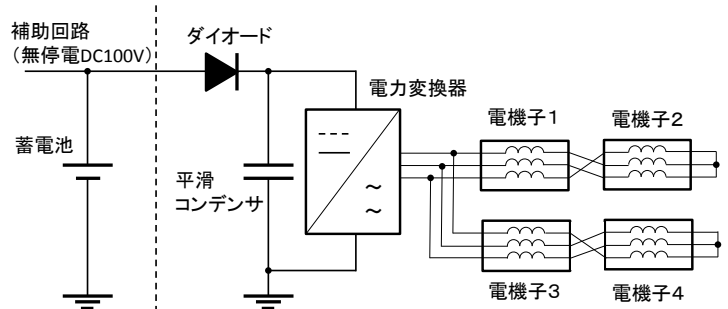 補助回路
（無停電DC100V）
ダイオード
電力変換器
電機子1
電機子2
蓄電池
平滑
コンデンサ
~
~
電機子3
電機子4